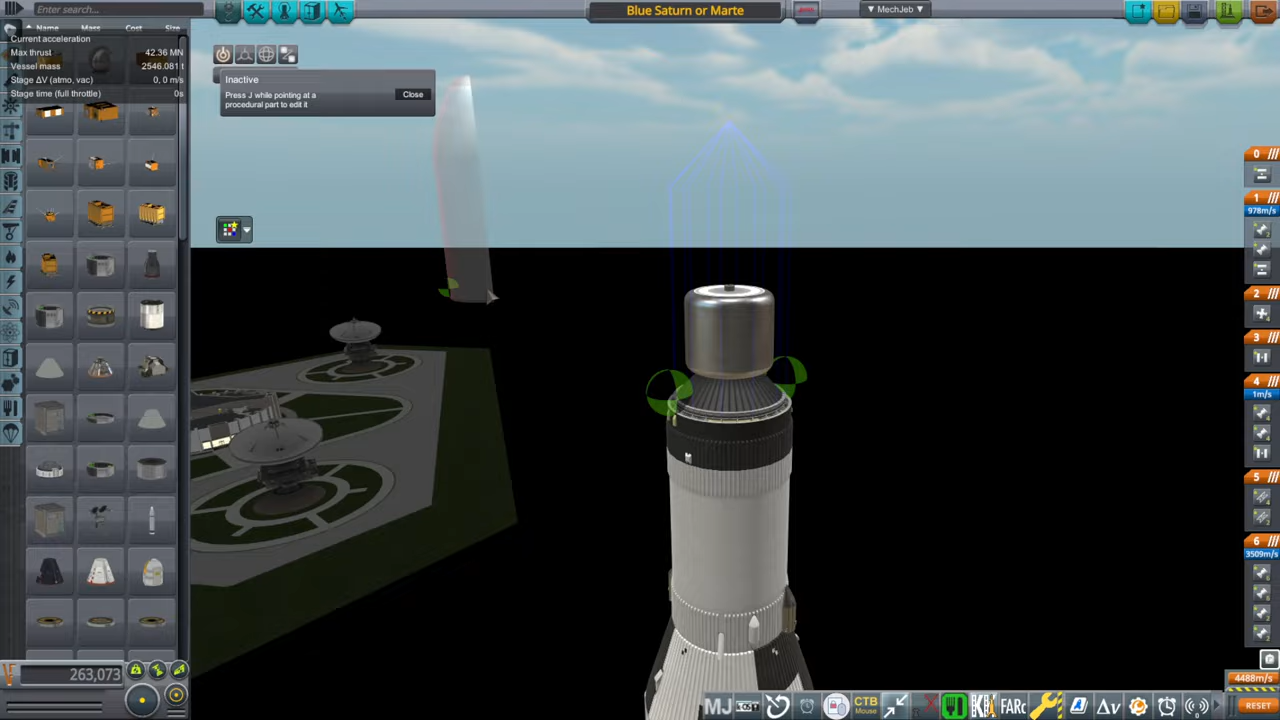 Enter search...
Blue Saturn or Marte
▼ MechJeb ▼
Name Mass Cost Size
Current acceleration
Max thrust 42.36 MN
Vessel mass 2546.081 t
Stage ΔV (atmo, vac) 0, 0 m/s
Stage time (full throttle) 0s
Inactive
Press J while pointing at a
procedural part to edit it
Close
0
1
978m/s
2
3
4
1m/s
5
6
3509m/s
4488m/s
RESET
263,073
MJ
CTB
Mouse
FARc
Δv